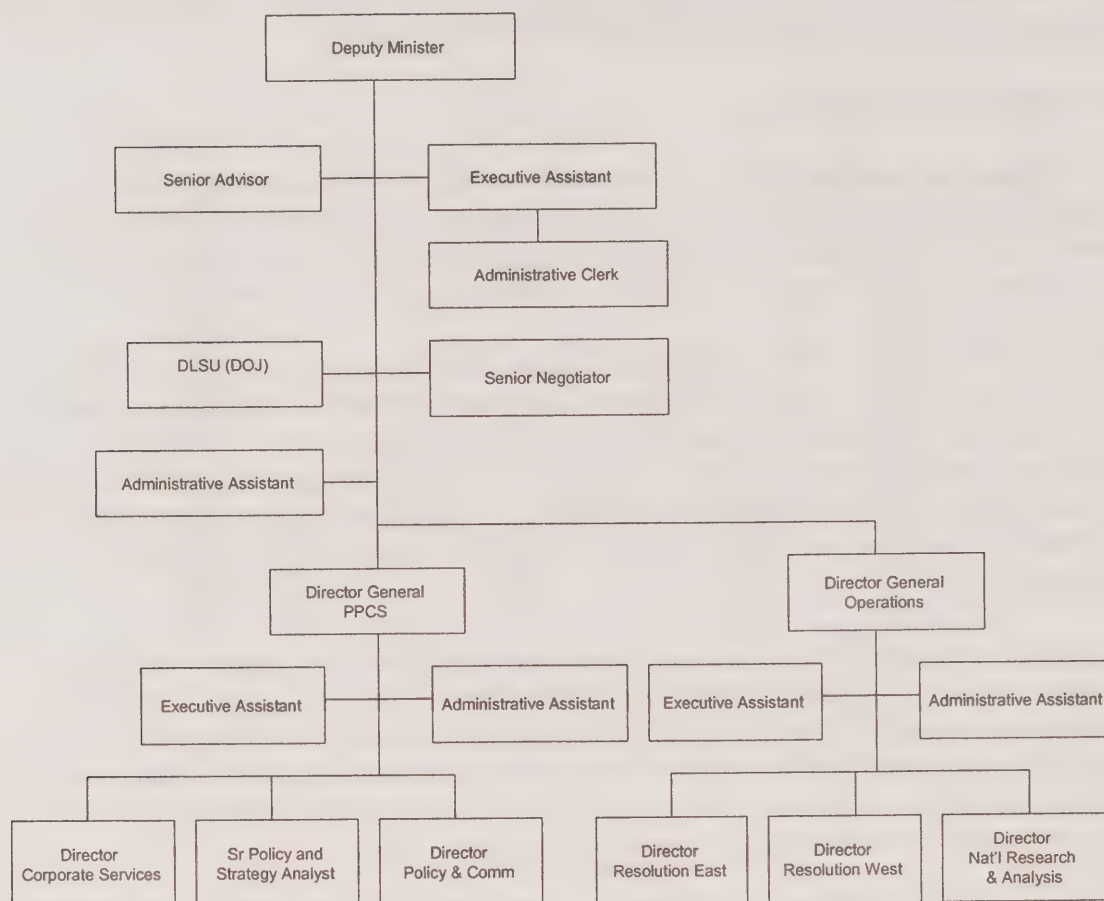 Deputy Minister
Senior Advisor
Executive Assistant
Administrative Clerk
DLSU (DOJ)
Senior Negotiator
Administrative Assistant
Director General
PPCS
Director General
Operations
Executive Assistant
Administrative Assistant
Executive Assistant
Administrative Assistant
Director
Corporate Services
Sr Policy and
Strategy Analyst
Director
Policy & Comm
Director
Resolution East
Director
Resolution West
Director
Nat'l Research
& Analysis